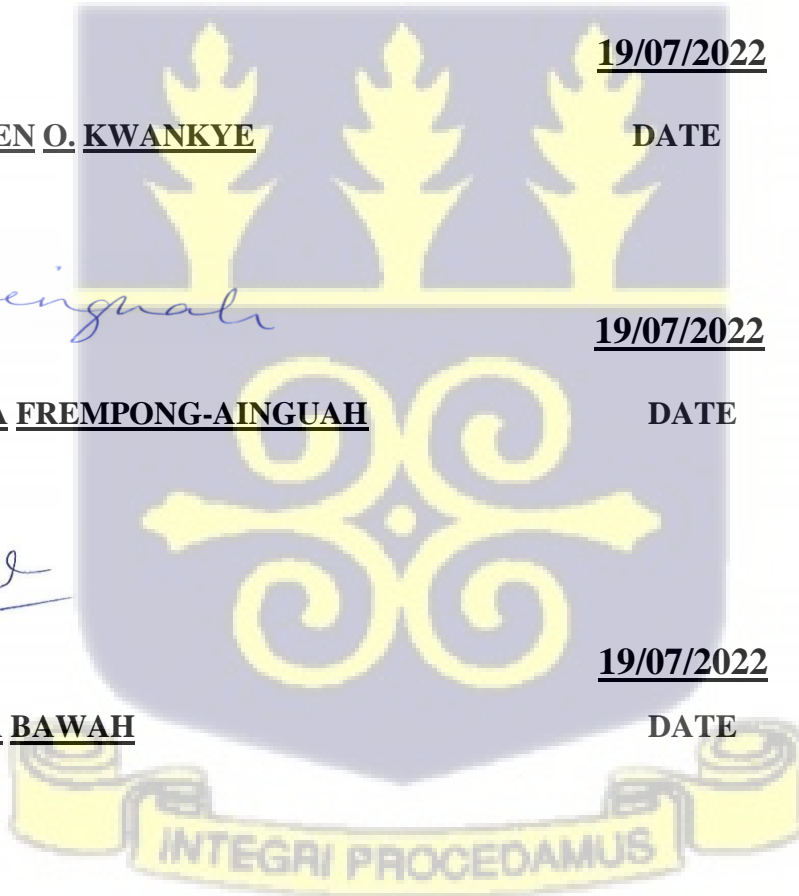 19/07/2022
EN O. KWANKYE DATE
einguah
19/07/2022
A FREMPONG-AINGUAH DATE
19/07/2022
BAWAH DATE
INTEGRI PROCEDAMUS